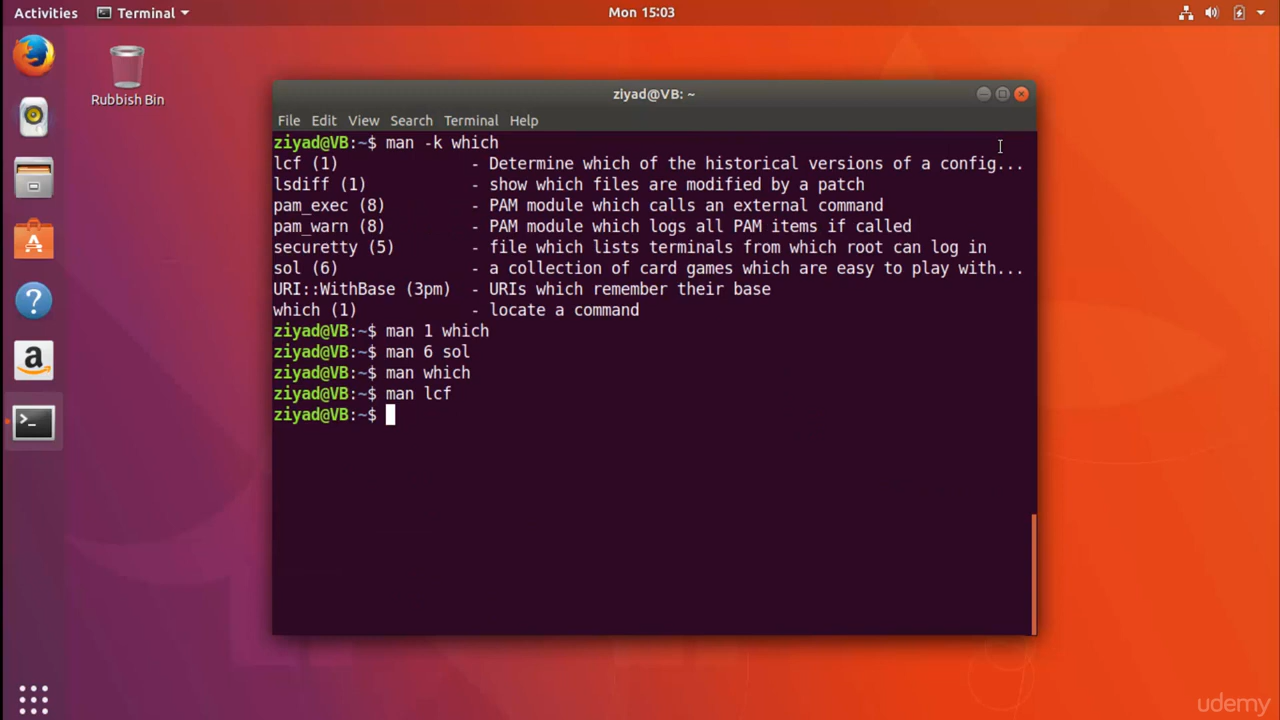 Activities
Terminal
Mon 15:03
Rubbish Bin
ziyad@VB: ~
File Edit View Search Terminal Help
ziyad@VB:~$ man -k which
lcf (1) - Determine which of the historical versions of a config...
lsdiff (1) - show which files are modified by a patch
pam_exec (8) - PAM module which calls an external command
pam_warn (8) - PAM module which logs all PAM items if called
securetty (5) - file which lists terminals from which root can log in
sol (6) - a collection of card games which are easy to play with...
URI::WithBase (3pm) - URIs which remember their base
which (1) - locate a command
ziyad@VB:~$ man 1 which
ziyad@VB:~$ man 6 sol
ziyad@VB:~$ man which
ziyad@VB:~$ man lcf
ziyad@VB:~$
udemy